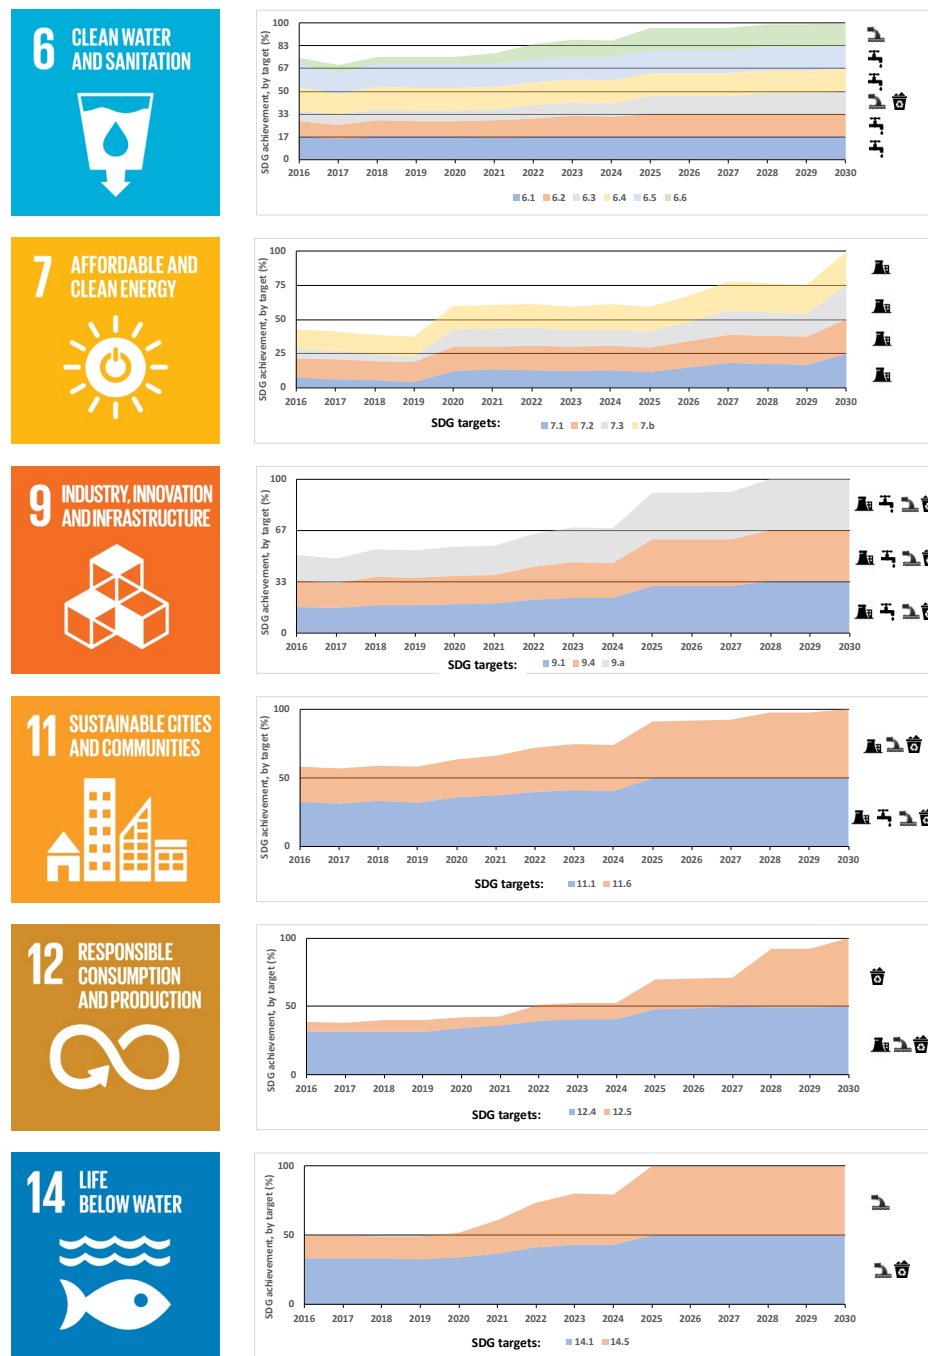 6 CLEAN WATER
AND SANITATION
SDG achievement, by target (%)
100
83
67
50
33
17
0
2016 2017 2018 2019 2020 2021 2022 2023 2024 2025 2026 2027 2028 2029 2030
6.1 6.2 6.3 6.4 6.5 6.6
7 AFFORDABLE AND
CLEAN ENERGY
SDG achievement, by target (%)
100
75
50
25
0
2016 2017 2018 2019 2020 2021 2022 2023 2024 2025 2026 2027 2028 2029 2030
SDG targets: 7.1 7.2 7.3 7.b
9 INDUSTRY, INNOVATION
AND INFRASTRUCTURE
SDG achievement, by target (%)
100
67
33
0
2016 2017 2018 2019 2020 2021 2022 2023 2024 2025 2026 2027 2028 2029 2030
SDG targets: 9.1 9.4 9.a
11 SUSTAINABLE CITIES
AND COMMUNITIES
SDG achievement, by target (%)
100
50
0
2016 2017 2018 2019 2020 2021 2022 2023 2024 2025 2026 2027 2028 2029 2030
SDG targets: 11.1 11.6
12 RESPONSIBLE
CONSUMPTION
AND PRODUCTION
SDG achievement, by target (%)
100
50
0
2016 2017 2018 2019 2020 2021 2022 2023 2024 2025 2026 2027 2028 2029 2030
SDG targets: 12.4 12.5
14 LIFE
BELOW WATER
SDG achievement, by target (%)
100
50
0
2016 2017 2018 2019 2020 2021 2022 2023 2024 2025 2026 2027 2028 2029 2030
SDG targets: 14.1 14.5